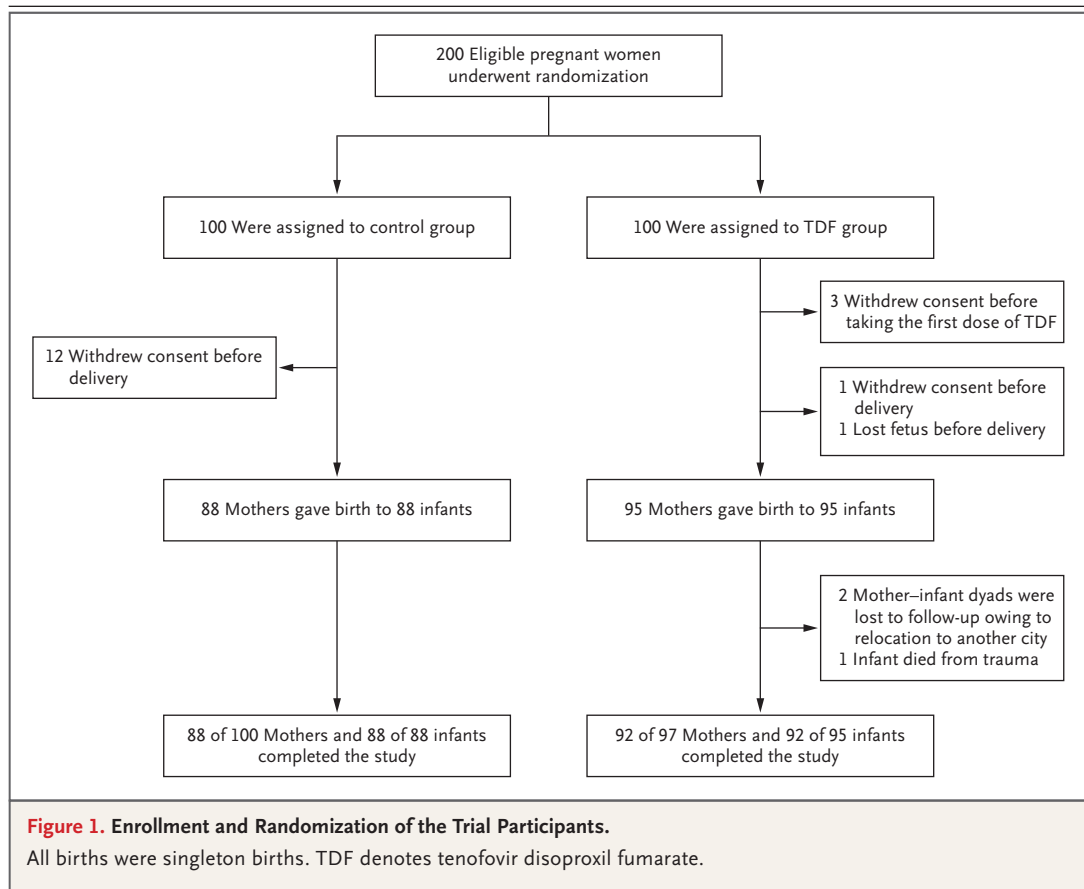 200 Eligible pregnant women
underwent randomization
100 Were assigned to control group
100 Were assigned to TDF group
3 Withdrew consent before
taking the first dose of TDF
12 Withdrew consent before
delivery
1 Withdrew consent before
delivery
1 Lost fetus before delivery
88 Mothers gave birth to 88 infants
95 Mothers gave birth to 95 infants
2 Mother–infant dyads were
lost to follow-up owing to
relocation to another city
1 Infant died from trauma
88 of 100 Mothers and 88 of 88 infants
completed the study
92 of 97 Mothers and 92 of 95 infants
completed the study
Figure 1. Enrollment and Randomization of the Trial Participants.
All births were singleton births. TDF denotes tenofovir disoproxil fumarate.